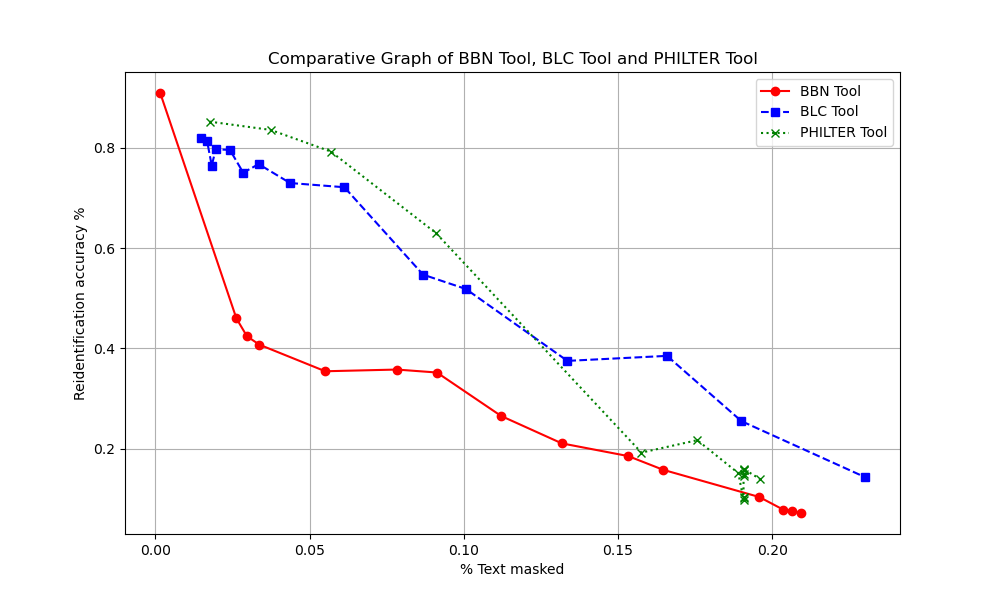 Comparative Graph of BBN Tool, BLC Tool and PHILTER Tool
BBN Tool
BLC Tool
PHILTER Tool
Reidentification accuracy %
0.8
0.6
0.4
0.2
0.00 0.05 0.10 0.15 0.20
% Text masked